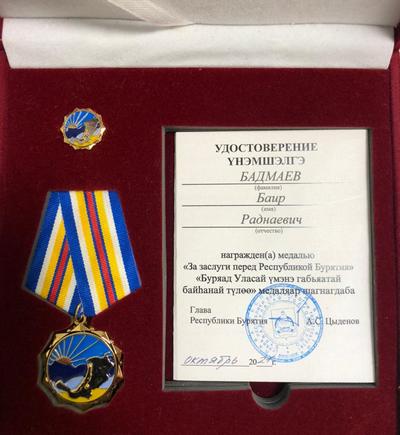 УДОСТОВЕРЕНИЕ
ҮНЭМШЭЛГЭ
БАДМАЕВ
(фамилия)
Баир
(имя)
Раднаевич
(отчество)
награжден(а) медалью
«За заслуги перед Республикой Бурятия»
«Буряад Уласай үмэнэ габьяатай
байһанай түлөө» медаляар шагнагдаба
Глава
Республики Бурятия А.С. Цыденов
октябрь 2021г.